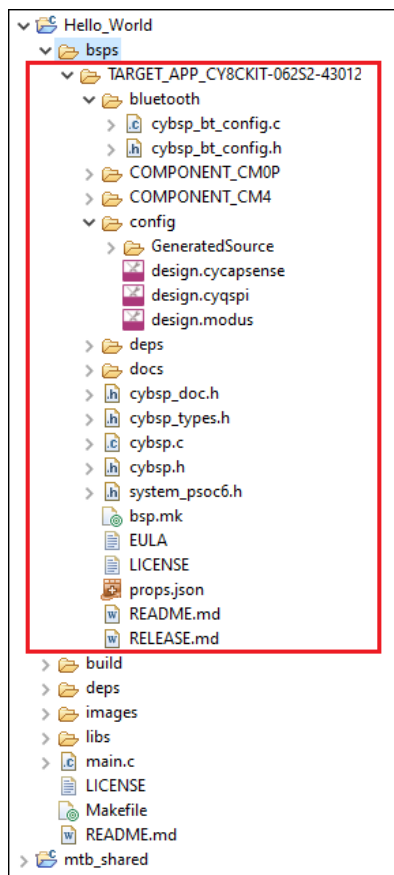 Hello_World
bsps
TARGET_APP_CY8CKIT-062S2-43012
bluetooth
cybsp_bt_config.c
cybsp_bt_config.h
COMPONENT_CM0P
COMPONENT_CM4
config
GeneratedSource
design.cycapsense
design.cyqspi
design.modus
deps
docs
cybsp_doc.h
cybsp_types.h
cybsp.c
cybsp.h
system_psoc6.h
bsp.mk
EULA
LICENSE
props.json
README.md
RELEASE.md
build
deps
images
libs
main.c
LICENSE
Makefile
README.md
mtb_shared